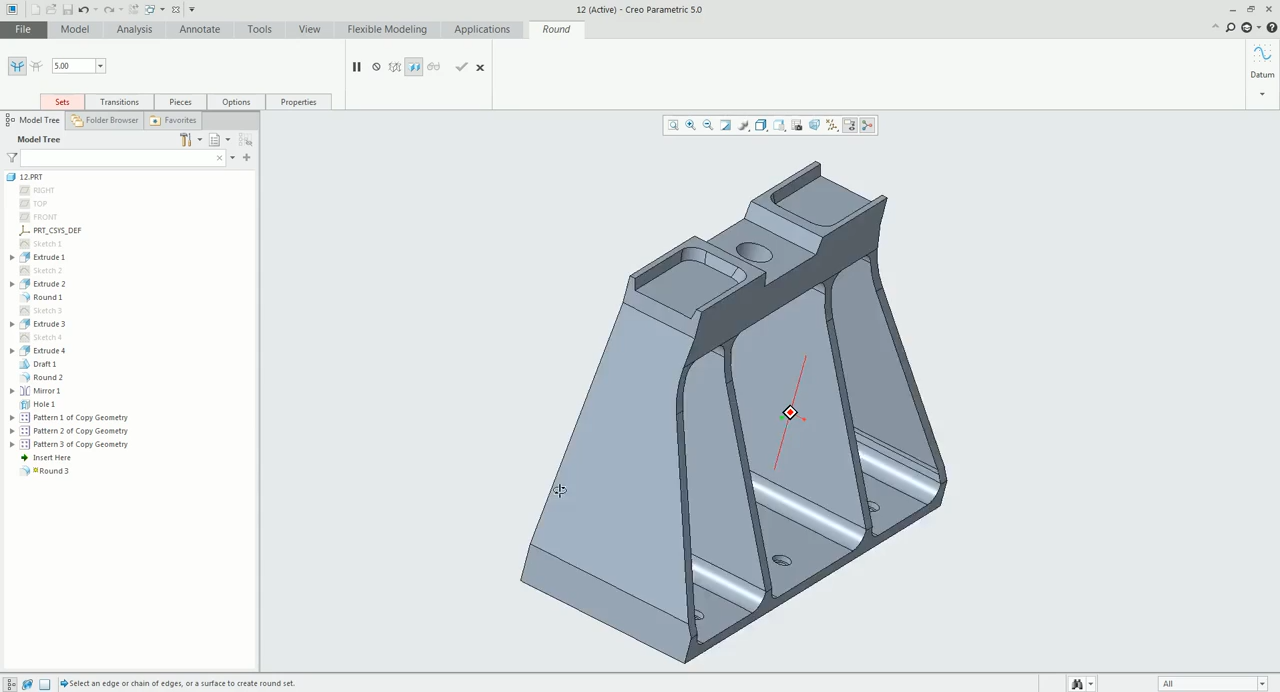 12 (Active) - Creo Parametric 5.0
File Model Analysis Annotate Tools View Flexible Modeling Applications Round
5.00
Datum
Sets Transitions Pieces Options Properties
Model Tree Folder Browser Favorites
Model Tree
12.PRT
RIGHT
TOP
FRONT
PRT_CSYS_DEF
Sketch 1
Extrude 1
Sketch 2
Extrude 2
Round 1
Sketch 3
Extrude 3
Sketch 4
Extrude 4
Draft 1
Round 2
Mirror 1
Hole 1
Pattern 1 of Copy Geometry
Pattern 2 of Copy Geometry
Pattern 3 of Copy Geometry
Insert Here
Round 3
Select an edge or chain of edges, or a surface to create round set.
All